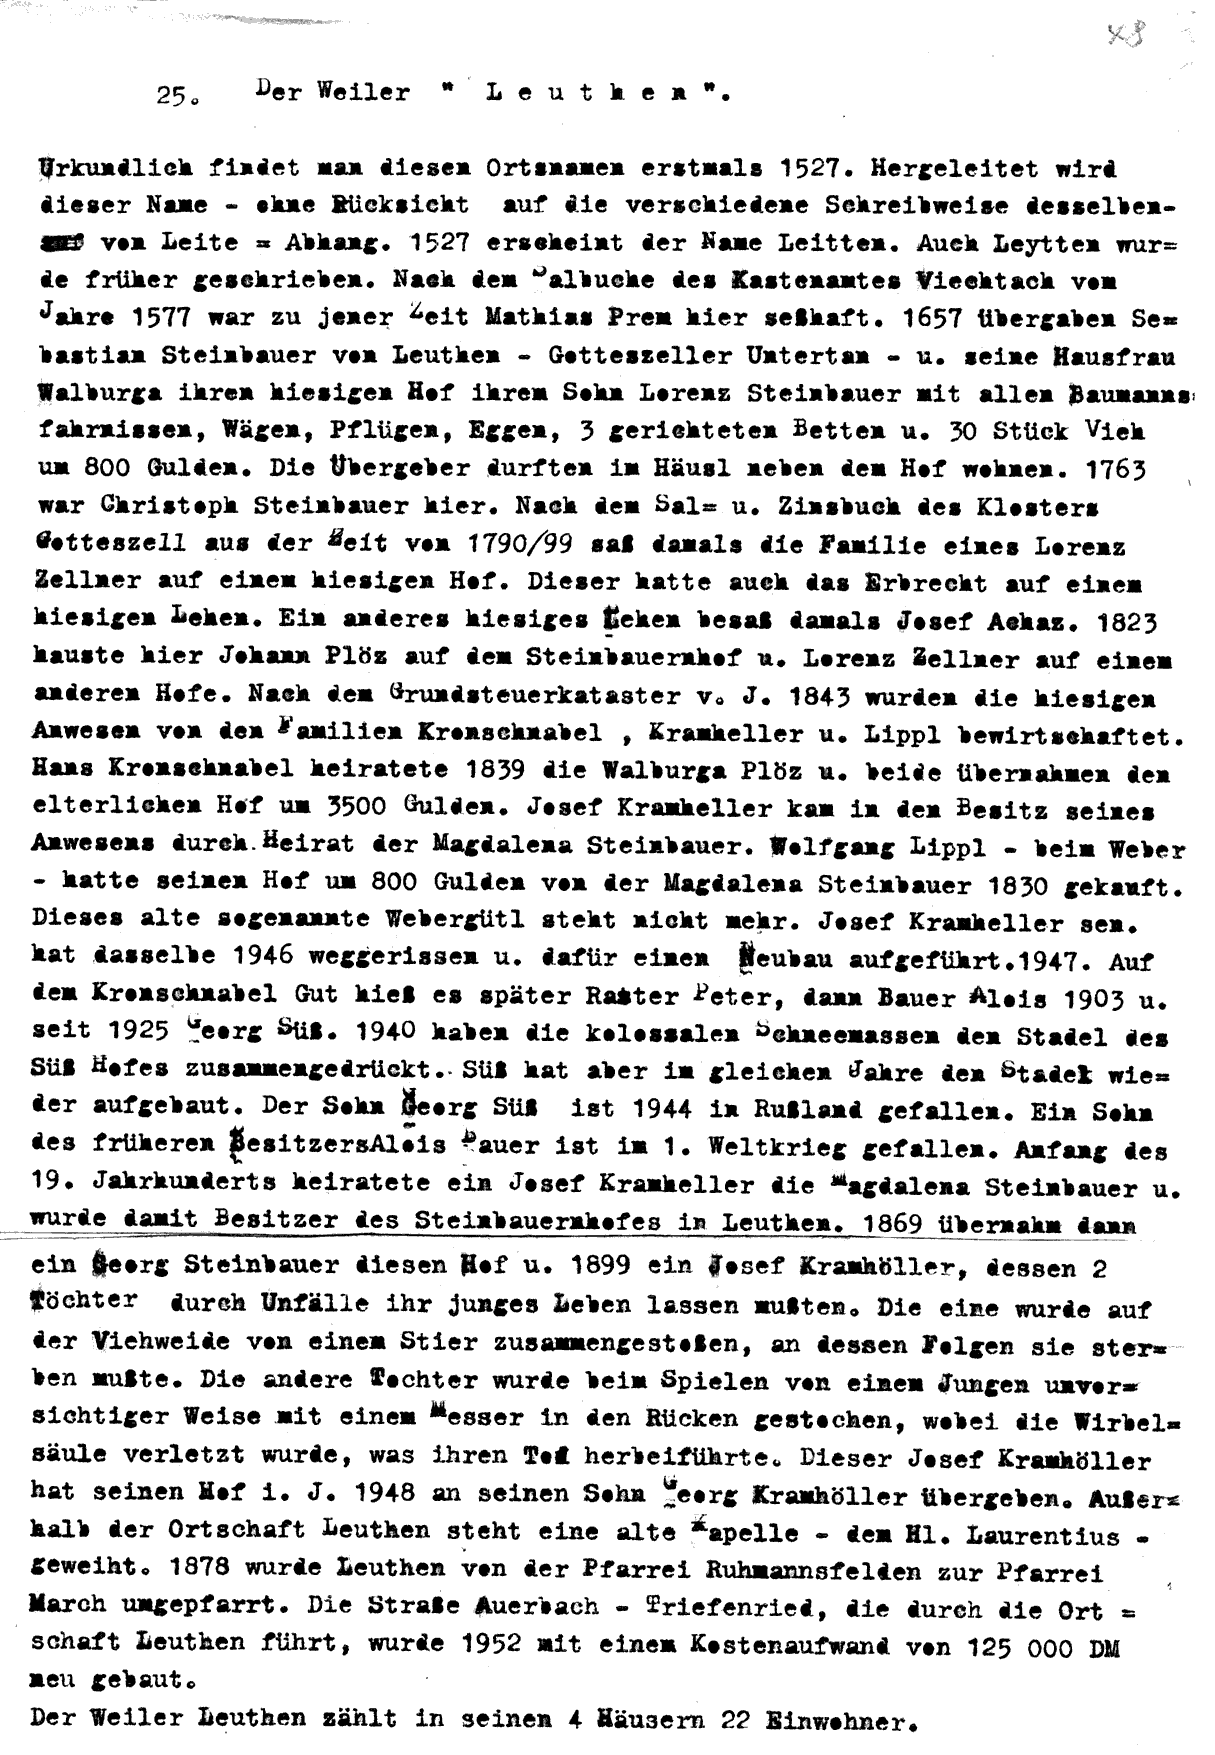 48
25. Der Weiler " L e u t h e n ".
Urkundlich findet man diesen Ortsnamen erstmals 1527. Hergeleitet wird
dieser Name - ohne Rücksicht auf die verschiedene Schreibweise desselben-
von Leite = Abhang. 1527 erscheint der Name Leitten. Auch Leytten wur=
de früher geschrieben. Nach dem Salbuche des Kastenamtes Viechtach vom
Jahre 1577 war zu jener Zeit Mathias Prem hier seßhaft. 1657 übergaben Se=
bastian Steinbauer von Leuthen - Gotteszeller Untertan - u. seine Hausfrau
Walburga ihren hiesigen Hof ihrem Sohn Lorenz Steinbauer mit allen Baumanns
fahrnissen, Wägen, Pflügen, Eggen, 3 gerichteten Betten u. 30 Stück Vieh
um 800 Gulden. Die Übergeber durften im Häusl neben dem Hof wohnen. 1763
war Christoph Steinbauer hier. Nach dem Sal= u. Zinsbuch des Klosters
Gotteszell aus der Zeit von 1790/99 saß damals die Familie eines Lorenz
Zellner auf einem hiesigen Hof. Dieser hatte auch das Erbrecht auf einem
hiesigen Lehen. Ein anderes hiesiges Lehen besaß damals Josef Achaz. 1823
hauste hier Johann Plöz auf dem Steinbauernhof u. Lorenz Zellner auf einem
anderen Hofe. Nach dem Grundsteuerkataster v. J. 1843 wurden die hiesigen
Anwesen von den Familien Kronschnabel , Kramheller u. Lippl bewirtschaftet.
Hans Kronschnabel heiratete 1839 die Walburga Plöz u. beide übernahmen den
elterlichen Hof um 3500 Gulden. Josef Kramheller kam in den Besitz seines
Anwesens durch Heirat der Magdalena Steinbauer. Wolfgang Lippl - beim Weber
- hatte seinen Hof um 800 Gulden von der Magdalena Steinbauer 1830 gekauft.
Dieses alte sogenannte Webergütl steht nicht mehr. Josef Kramheller sen.
hat dasselbe 1946 weggerissen u. dafür einen Neubau aufgeführt.1947. Auf
dem Kronschnabel Gut hieß es später Raster Peter, dann Bauer Alois 1903 u.
seit 1925 Georg Süß. 1940 haben die kolossalen Schneemassen den Stadel des
Süß Hofes zusammengedrückt. Süß hat aber im gleichen Jahre den Stadel wie=
der aufgebaut. Der Sohn Georg Süß ist 1944 in Rußland gefallen. Ein Sohn
des früheren BesitzersAlois Bauer ist im 1. Weltkrieg gefallen. Anfang des
19. Jahrhunderts heiratete ein Josef Kramheller die Magdalena Steinbauer u.
wurde damit Besitzer des Steinbauernhofes in Leuthen. 1869 übernahm dann
ein Georg Steinbauer diesen Hof u. 1899 ein Josef Kramhöller, dessen 2
Töchter durch Unfälle ihr junges Leben lassen mußten. Die eine wurde auf
der Viehweide von einem Stier zusammengestoßen, an dessen Folgen sie ster=
ben mußte. Die andere Tochter wurde beim Spielen von einem Jungen unvor=
sichtiger Weise mit einem Messer in den Rücken gestochen, wobei die Wirbel=
säule verletzt wurde, was ihren Tod herbeiführte. Dieser Josef Kramhöller
hat seinen Hof i. J. 1948 an seinen Sohn Georg Kramhöller übergeben. Außer=
halb der Ortschaft Leuthen steht eine alte Kapelle - dem Hl. Laurentius -
geweiht. 1878 wurde Leuthen von der Pfarrei Ruhmannsfelden zur Pfarrei
March umgepfarrt. Die Straße Auerbach - Triefenried, die durch die Ort =
schaft Leuthen führt, wurde 1952 mit einem Kostenaufwand von 125 000 DM
neu gebaut.
Der Weiler Leuthen zählt in seinen 4 Häusern 22 Einwohner.